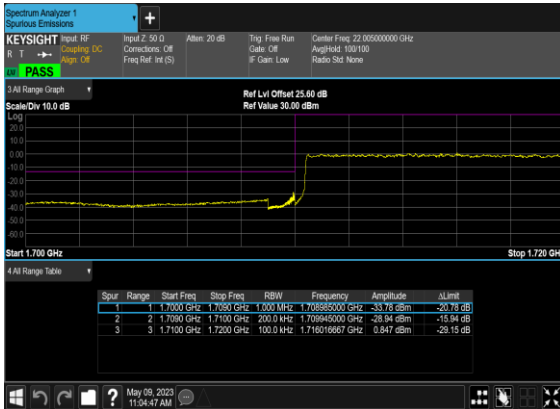 Spectrum Analyzer 1
Spurious Emissions
+
KEYSIGHT Input: RF Input Z: 50 Ω Atten: 20 dB Trig: Free Run Center Freq: 22.005000000 GHz
R T Coupling: DC Corrections: Off Gate: Off Avg|Hold: 100/100
Align: Off Freq Ref: Int (S) IF Gain: Low Radio Std: None
PASS
3 All Range Graph Ref Lvl Offset 25.60 dB
Scale/Div 10.0 dB Ref Value 30.00 dBm
Log
20.0
10.0
0.00
-10.0
-20.0
-30.0
-40.0
-50.0
-60.0
Start 1.700 GHz Stop 1.720 GH
4 All Range Table
Spur Range Start Freq Stop Freq RBW Frequency Amplitude ΔLimit
1 1 1.7000 GHz 1.7090 GHz 1.000 MHz 1.708985000 GHz -33.78 dBm -20.78 dB
2 2 1.7090 GHz 1.7100 GHz 200.0 kHz 1.709945000 GHz -28.94 dBm -15.94 dB
3 3 1.7100 GHz 1.7200 GHz 100.0 kHz 1.716016667 GHz 0.847 dBm -29.15 dB
? May 09, 2023
11:04:47 AM